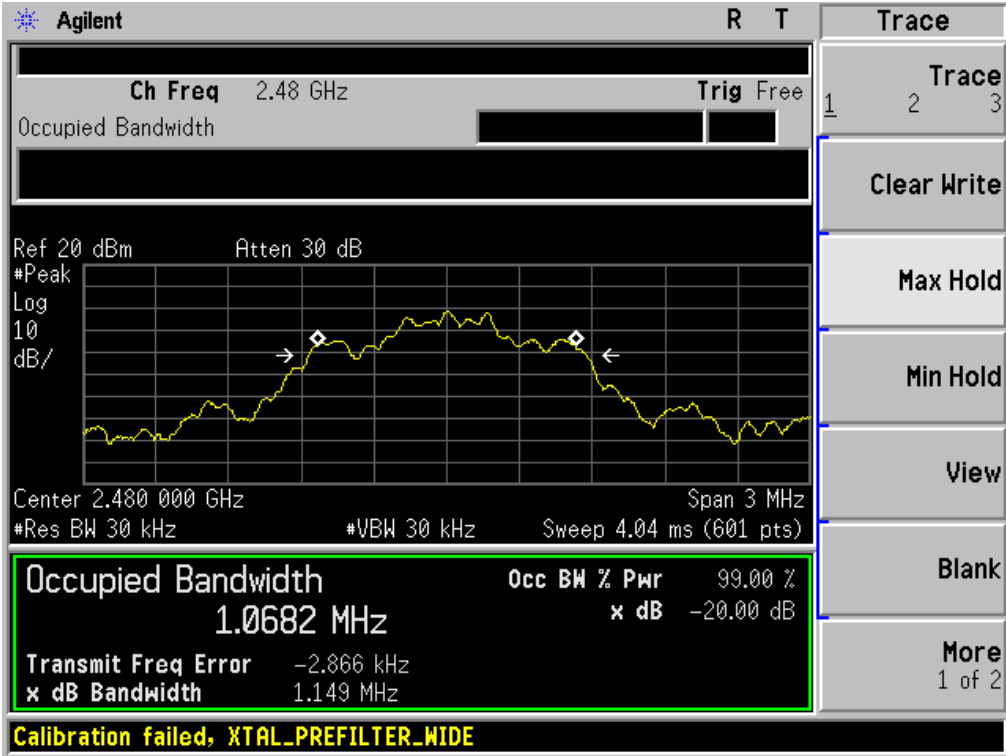 Agilent R T Trace
Ch Freq 2.48 GHz Trig Free
Occupied Bandwidth
Ref 20 dBm Atten 30 dB
#Peak
Log
10
dB/
Center 2.480 000 GHz Span 3 MHz
#Res BW 30 kHz #VBW 30 kHz Sweep 4.04 ms (601 pts)
Occupied Bandwidth Occ BW % Pwr 99.00 %
1.0682 MHz x dB -20.00 dB
Transmit Freq Error -2.866 kHz
x dB Bandwidth 1.149 MHz
Calibration failed, XTAL_PREFILTER_WIDE
Trace
1 2 3
Clear Write
Max Hold
Min Hold
View
Blank
More
1 of 2